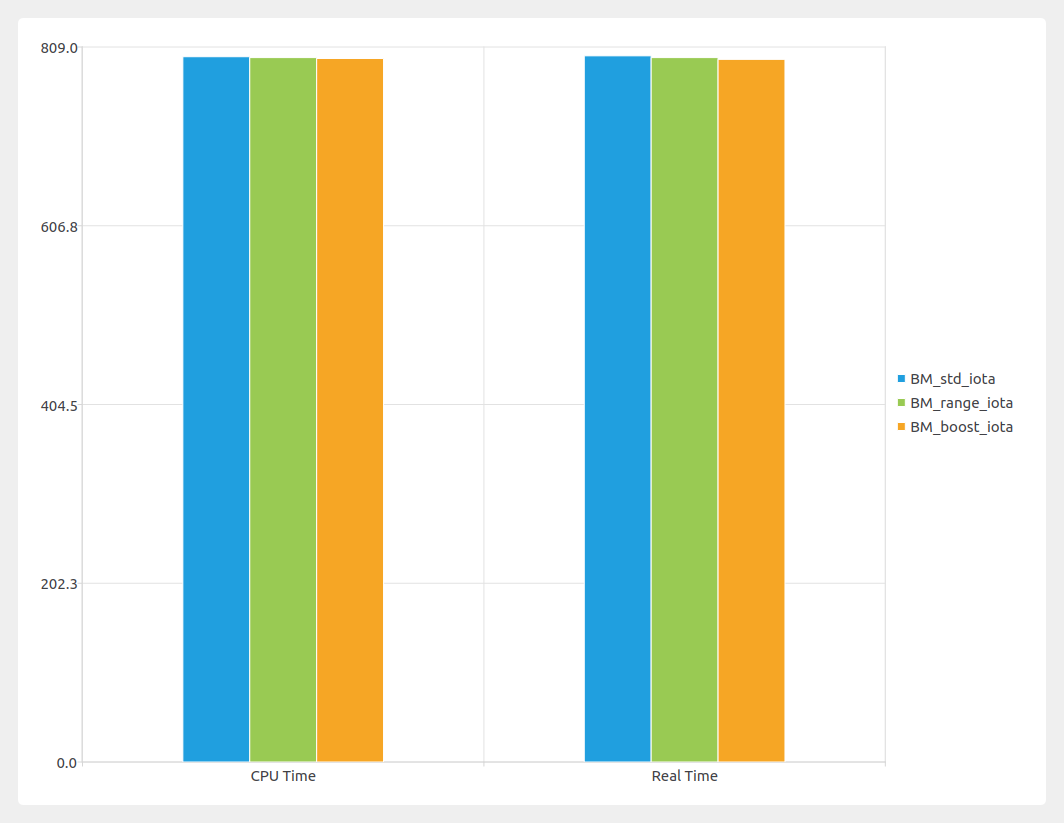 809.0
606.8
404.5
202.3
0.0
CPU Time
Real Time
BM_std_iota
BM_range_iota
BM_boost_iota